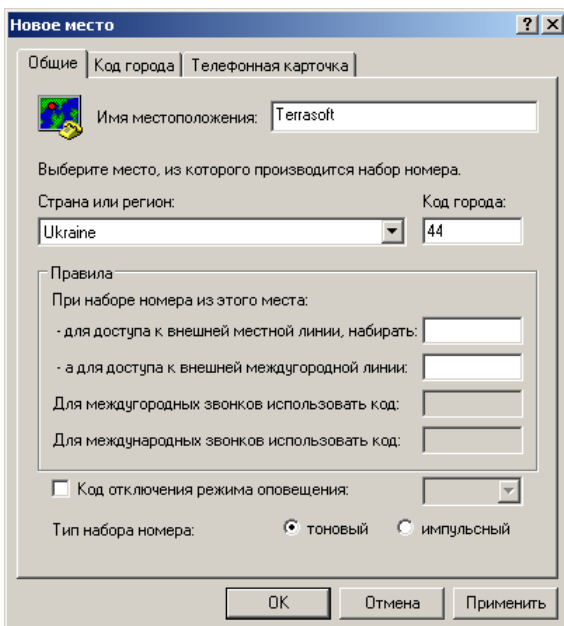 Новое место
Общие Код города Телефонная карточка
Имя местоположения: Terrasoft
Выберите место, из которого производится набор номера.
Страна или регион: Код города:
Ukraine 44
Правила
При наборе номера из этого места:
- для доступа к внешней местной линии, набирать:
- а для доступа к внешней междугородной линии:
Для междугородных звонков использовать код:
Для международных звонков использовать код:
Код отключения режима оповещения:
Тип набора номера: тоновый импульсный
OK Отмена Применить